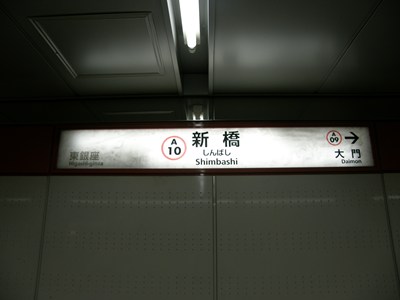 東銀座
Higashi-ginza
A
10
新橋
しんばし
Shimbashi
A
09
→
大門
Daimon